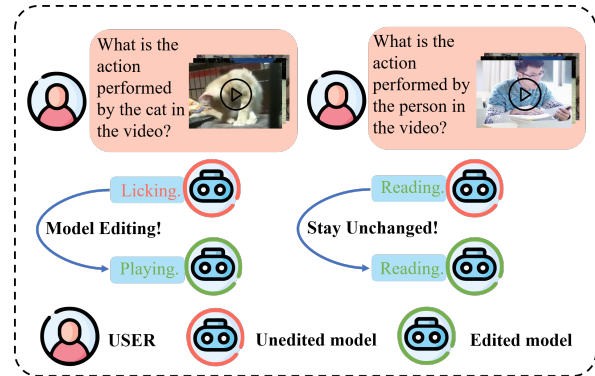 What is the
action
performed
by the cat in
the video?
What is the
action
performed by
the person in
the video?
Licking.
Model Editing!
Playing.
Reading.
Stay Unchanged!
Reading.
USER
Unedited model
Edited model